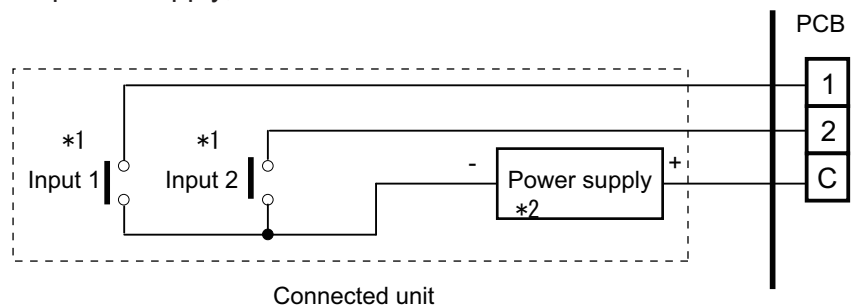 PCB
1
2
C
*1
*1
Input 1
Input 2
-
+
Power supply
*2
Connected unit